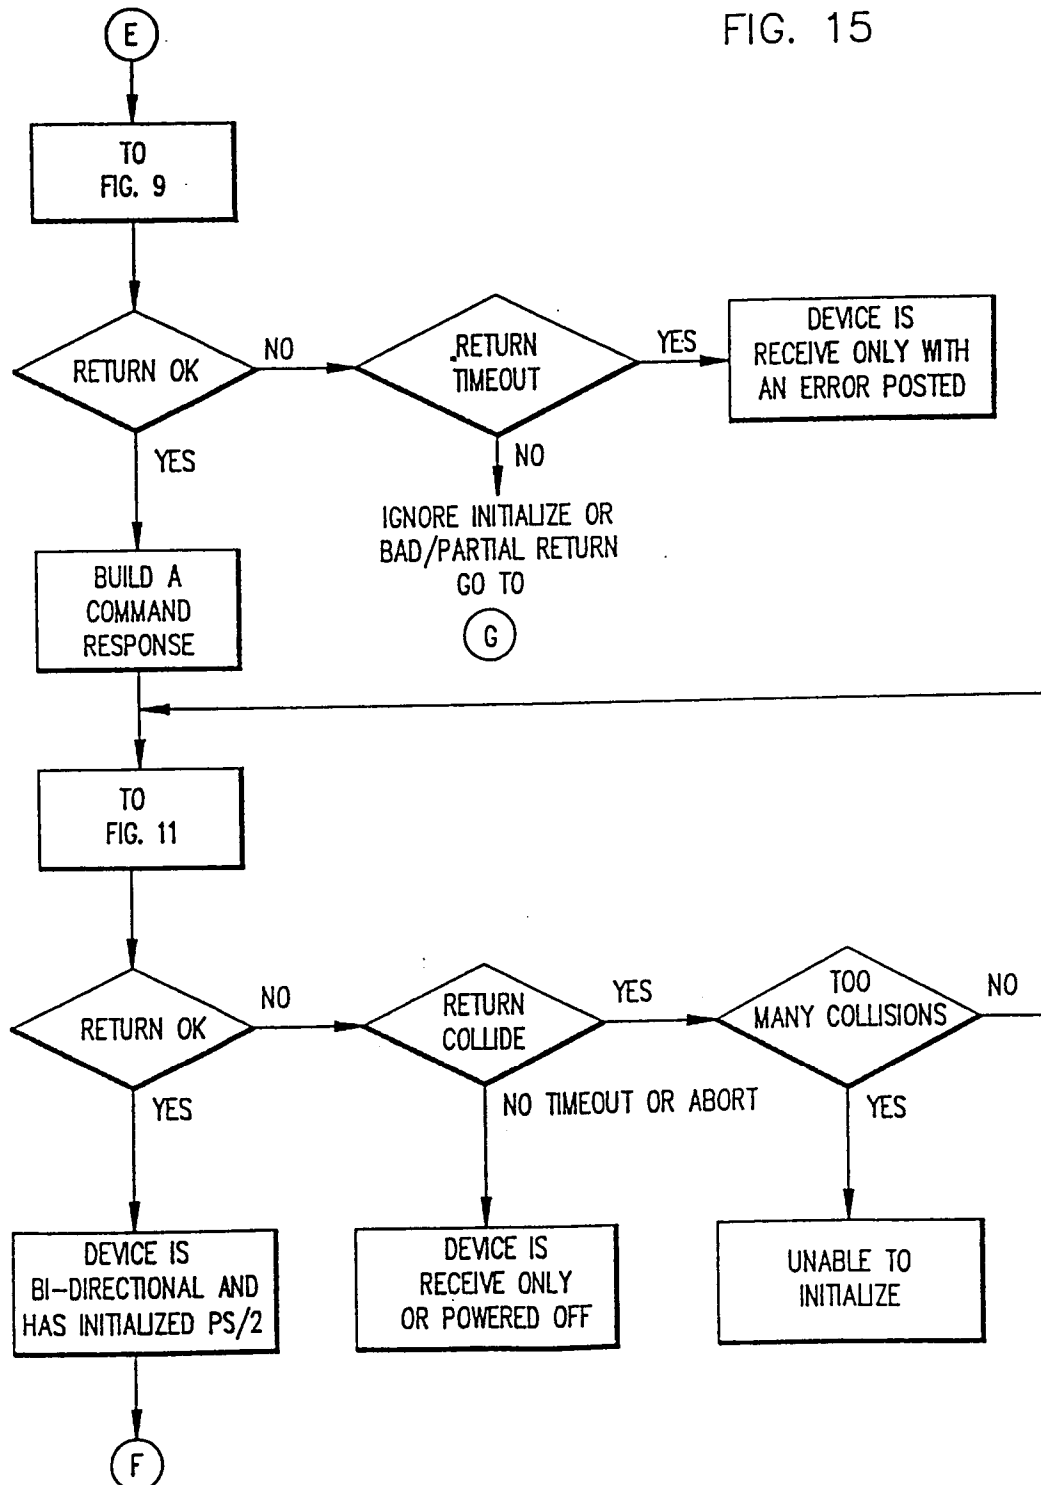 FIG. 15
E
TO
FIG. 9
RETURN OK
NO
RETURN
TIMEOUT
YES
DEVICE IS
RECEIVE ONLY WITH
AN ERROR POSTED
YES
NO
IGNORE INITIALIZE OR
BAD/PARTIAL RETURN
GO TO
G
BUILD A
COMMAND
RESPONSE
TO
FIG. 11
RETURN OK
NO
RETURN
COLLIDE
YES
TOO
MANY COLLISIONS
NO
YES
NO TIMEOUT OR ABORT
YES
DEVICE IS
BI-DIRECTIONAL AND
HAS INITIALIZED PS/2
DEVICE IS
RECEIVE ONLY
OR POWERED OFF
UNABLE TO
INITIALIZE
F